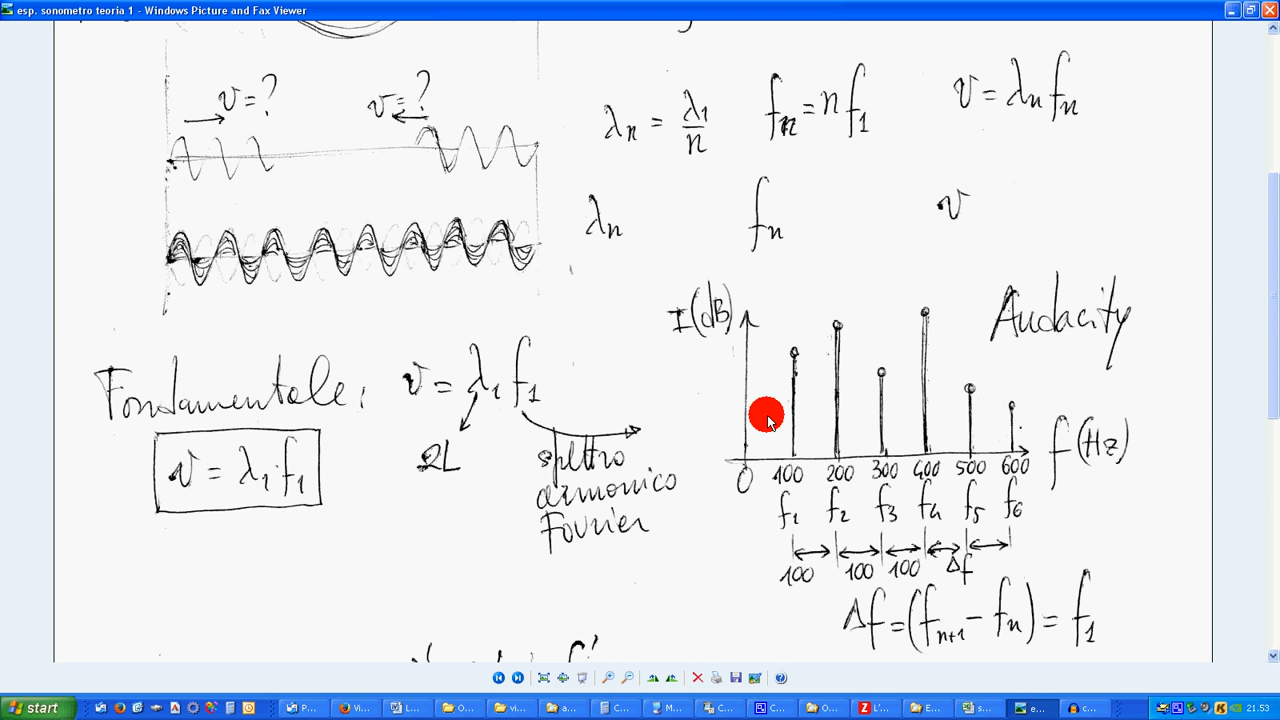 esp. sonometro teoria 1 - Windows Picture and Fax Viewer
v = ?
v = ?
λn = λ1/n
fn = n f1
v = λn fn
λn
fn
v
I(dB)
Audacity
Fondamentale:
v = λ1 f1
2L
spettro
armonico
Fourier
v = λ1 f1
f(Hz)
0 100 200 300 400 500 600
f1 f2 f3 f4 f5 f6
100 100 100 Δf
Δf = (fn+1 - fn) = f1
start
P...
Vi...
L...
O...
vi...
a...
C...
M...
C...
C...
O...
L'...
E...
s...
e...
c...
21.53